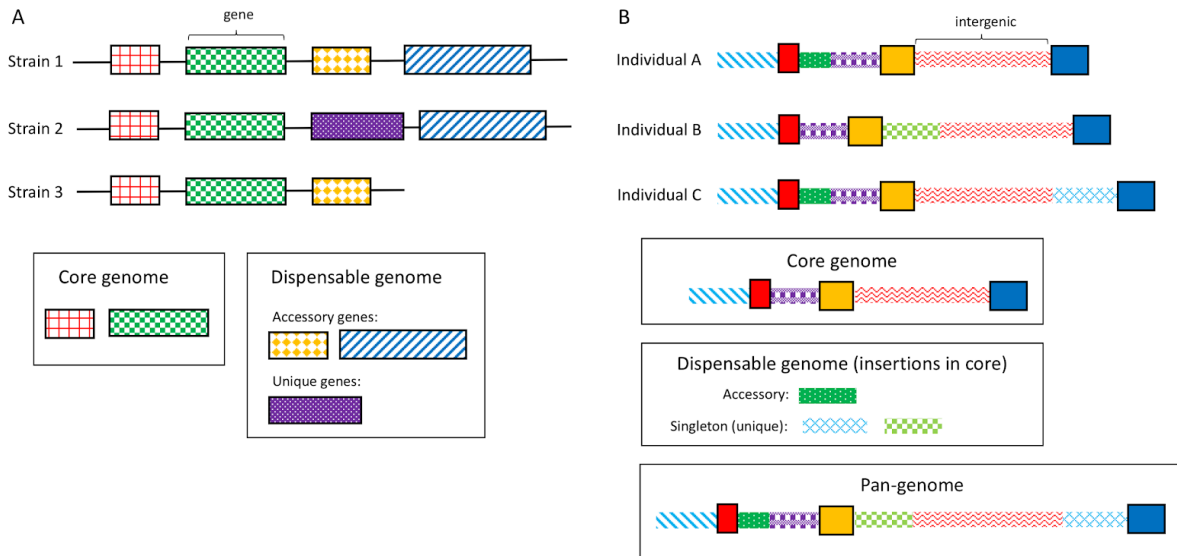 A
gene
Strain 1
Strain 2
Strain 3
Core genome
Dispensable genome
Accessory genes:
Unique genes:
B
intergenic
Individual A
Individual B
Individual C
Core genome
Dispensable genome (insertions in core)
Accessory:
Singleton (unique):
Pan-genome